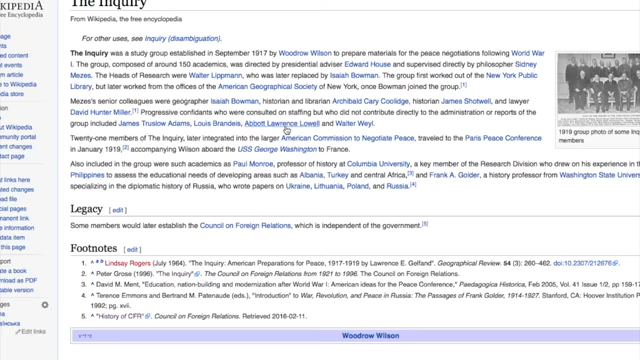 IKIPEDIA
e Encyclopedia
The Inquiry
From Wikipedia, the free encyclopedia
For other uses, see Inquiry (disambiguation).
The Inquiry was a study group established in September 1917 by Woodrow Wilson to prepare materials for the peace negotiations following World War
I. The group, composed of around 150 academics, was directed by presidential adviser Edward House and supervised directly by philosopher Sidney
Mezes. The Heads of Research were Walter Lippmann, who was later replaced by Isaiah Bowman. The group first worked out of the New York Public
Library, but later worked from the offices of the American Geographical Society of New York, once Bowman joined the group.[1]
Mezes's senior colleagues were geographer Isaiah Bowman, historian and librarian Archibald Cary Coolidge, historian James Shotwell, and lawyer
David Hunter Miller.[1] Progressive confidants who were consulted on staffing but who did not contribute directly to the administration or reports of the
group included James Truslow Adams, Louis Brandeis, Abbott Lawrence Lowell and Walter Weyl.
Twenty-one members of The Inquiry, later integrated into the larger American Commission to Negotiate Peace, traveled to the Paris Peace Conference
in January 1919,[2] accompanying Wilson aboard the USS George Washington to France.
Also included in the group were such academics as Paul Monroe, professor of history at Columbia University, a key member of the Research Division who drew on his experience in the
Philippines to assess the educational needs of developing areas such as Albania, Turkey and central Africa,[3] and Frank A. Golder, a history professor from Washington State Univers
specializing in the diplomatic history of Russia, who wrote papers on Ukraine, Lithuania, Poland, and Russia.[4]
1919 group photo of some Inq
members
Legacy [ edit ]
Some members would later establish the Council on Foreign Relations, which is independent of the government.[5]
Footnotes [ edit ]
1. ^ a b Lindsay Rogers (July 1964). "The Inquiry: American Preparations for Peace, 1917-1919 by Lawrence E. Gelfand". Geographical Review. 54 (3): 260–462. doi:10.2307/212676.
2. ^ Peter Grose (1996). "The Inquiry". The Council on Foreign Relations from 1921 to 1996. The Council on Foreign Relations.
3. ^ David M. Ment, "Education, nation-building and modernization after World War I: American ideas for the Peace Conference," Paedagogica Historica, Feb 2005, Vol. 41 Issue 1/2, pp 159-17
4. ^ Terence Emmons and Bertrand M. Patenaude (eds.), "Introduction" to War, Revolution, and Peace in Russia: The Passages of Frank Golder, 1914-1927. Stanford, CA: Hoover Institution P
1992; pg. xvii.
5. ^ "History of CFR". Council on Foreign Relations. Retrieved 2016-02-11.
Edit links
V·T·E
Woodrow Wilson